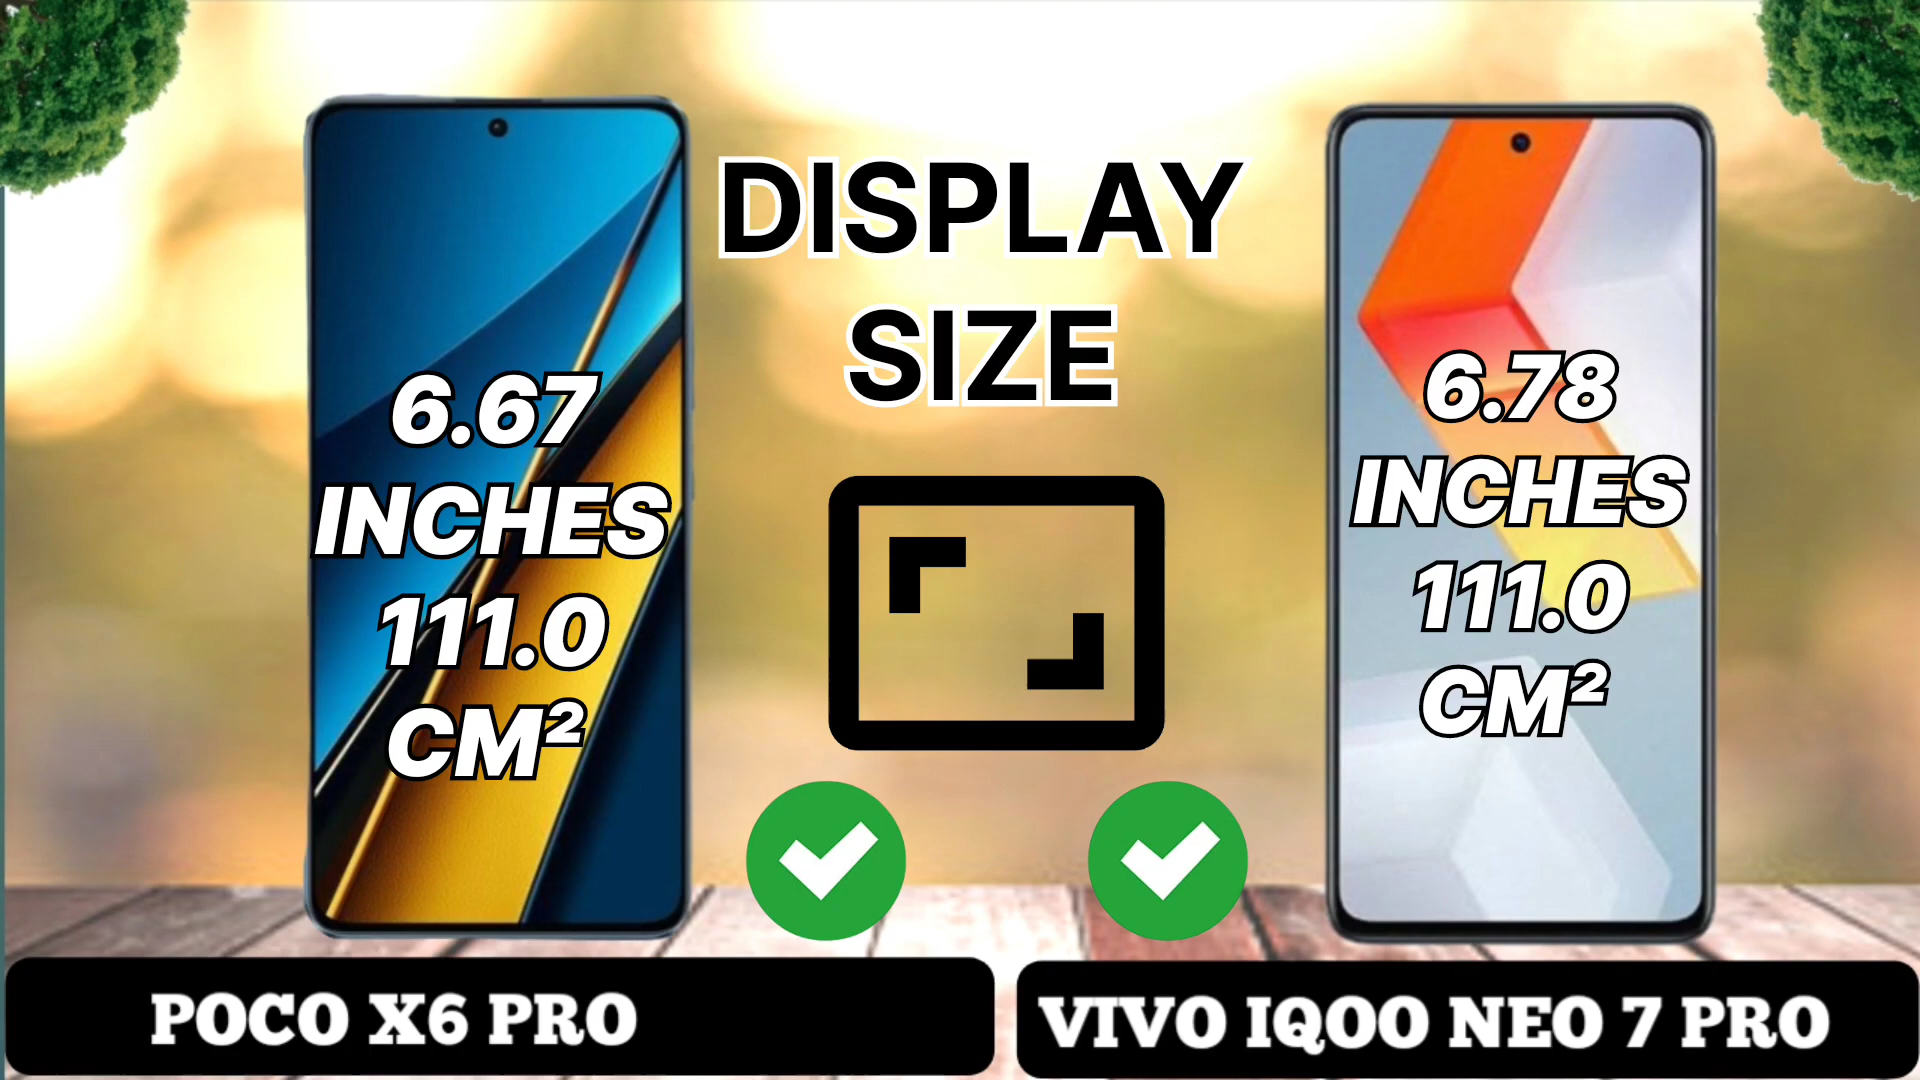 DISPLAY
SIZE
6.67
INCHES
111.0
CM²
6.78
INCHES
111.0
CM²
POCO X6 PRO
VIVO IQOO NEO 7 PRO